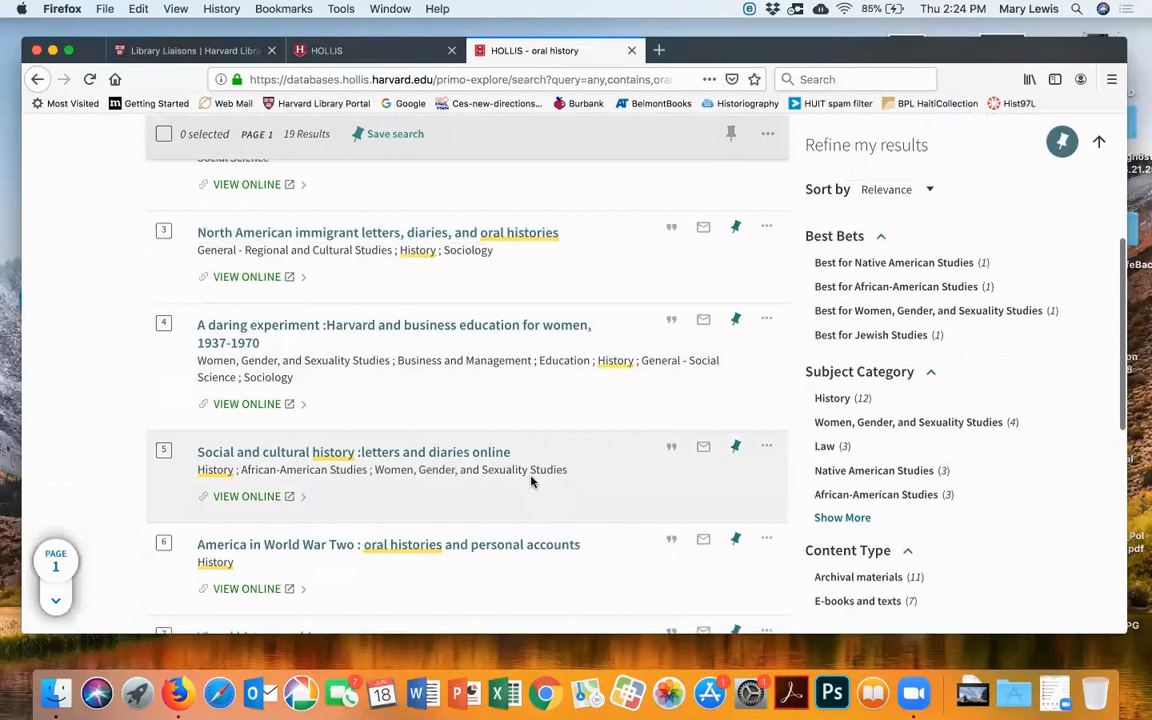 Firefox File Edit View History Bookmarks Tools Window Help 85% Thu 2:24 PM Mary Lewis
Library Liaisons | Harvard Libra HOLLIS HOLLIS - oral history
https://databases.hollis.harvard.edu/primo-explore/search?query=any,contains,ora Search
Most Visited Getting Started Web Mail Harvard Library Portal Google Ces-new-directions... Burbank BelmontBooks Historiography HUIT spam filter BPL HaitiCollection Hist97L
0 selected PAGE 1 19 Results Save search
Social Science
VIEW ONLINE
3 North American immigrant letters, diaries, and oral histories
General - Regional and Cultural Studies ; History ; Sociology
VIEW ONLINE
4 A daring experiment :Harvard and business education for women,
1937-1970
Women, Gender, and Sexuality Studies ; Business and Management ; Education ; History ; General - Social
Science ; Sociology
VIEW ONLINE
5 Social and cultural history :letters and diaries online
History ; African-American Studies ; Women, Gender, and Sexuality Studies
VIEW ONLINE
6 America in World War Two : oral histories and personal accounts
History
VIEW ONLINE
7
PAGE
1
Refine my results
Sort by Relevance
Best Bets
Best for Native American Studies (1)
Best for African-American Studies (1)
Best for Women, Gender, and Sexuality Studies (1)
Best for Jewish Studies (1)
Subject Category
History (12)
Women, Gender, and Sexuality Studies (4)
Law (3)
Native American Studies (3)
African-American Studies (3)
Show More
Content Type
Archival materials (11)
E-books and texts (7)
7
JUN
18
1
1
Ps